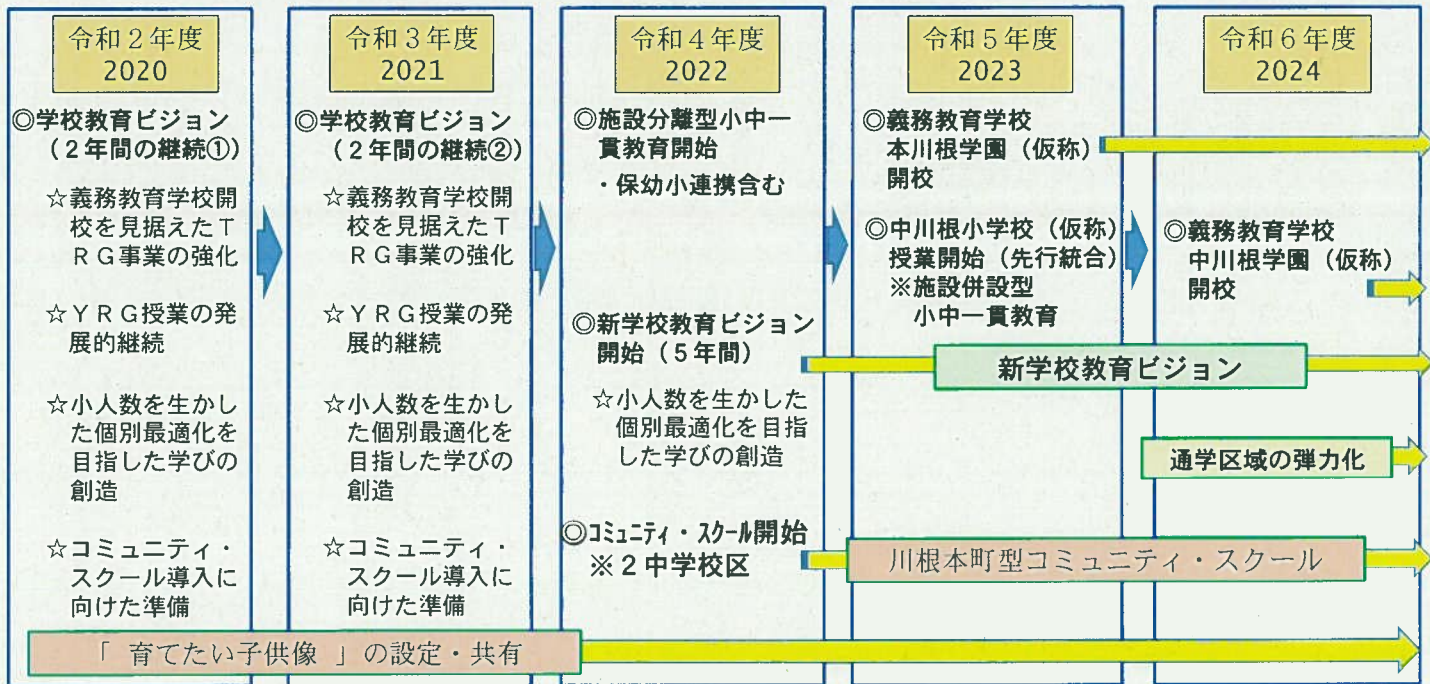 令和２年度
2020
◎学校教育ビジョン
（２年間の継続①）
☆義務教育学校開
校を見据えたＴ
ＲＧ事業の強化
☆ＹＲＧ授業の発
展的継続
☆小人数を生かし
た個別最適化を
目指した学びの
創造
☆コミュニティ・
スクール導入に
向けた準備
令和３年度
2021
◎学校教育ビジョン
（２年間の継続②）
☆義務教育学校開
校を見据えたＴ
ＲＧ事業の強化
☆ＹＲＧ授業の発
展的継続
☆小人数を生かし
た個別最適化を
目指した学びの
創造
☆コミュニティ・
スクール導入に
向けた準備
令和４年度
2022
◎施設分離型小中一
貫教育開始
・保幼小連携含む
◎新学校教育ビジョン
開始（５年間）
☆小人数を生かした
個別最適化を目指
した学びの創造
◎コミュニティ・スクール開始
※２中学校区
令和５年度
2023
◎義務教育学校
本川根学園（仮称）
開校
◎中川根小学校（仮称）
授業開始（先行統合）
※施設併設型
小中一貫教育
令和６年度
2024
◎義務教育学校
中川根学園（仮称）
開校
新学校教育ビジョン
通学区域の弾力化
川根本町型コミュニティ・スクール
「 育てたい子供像 」の設定・共有